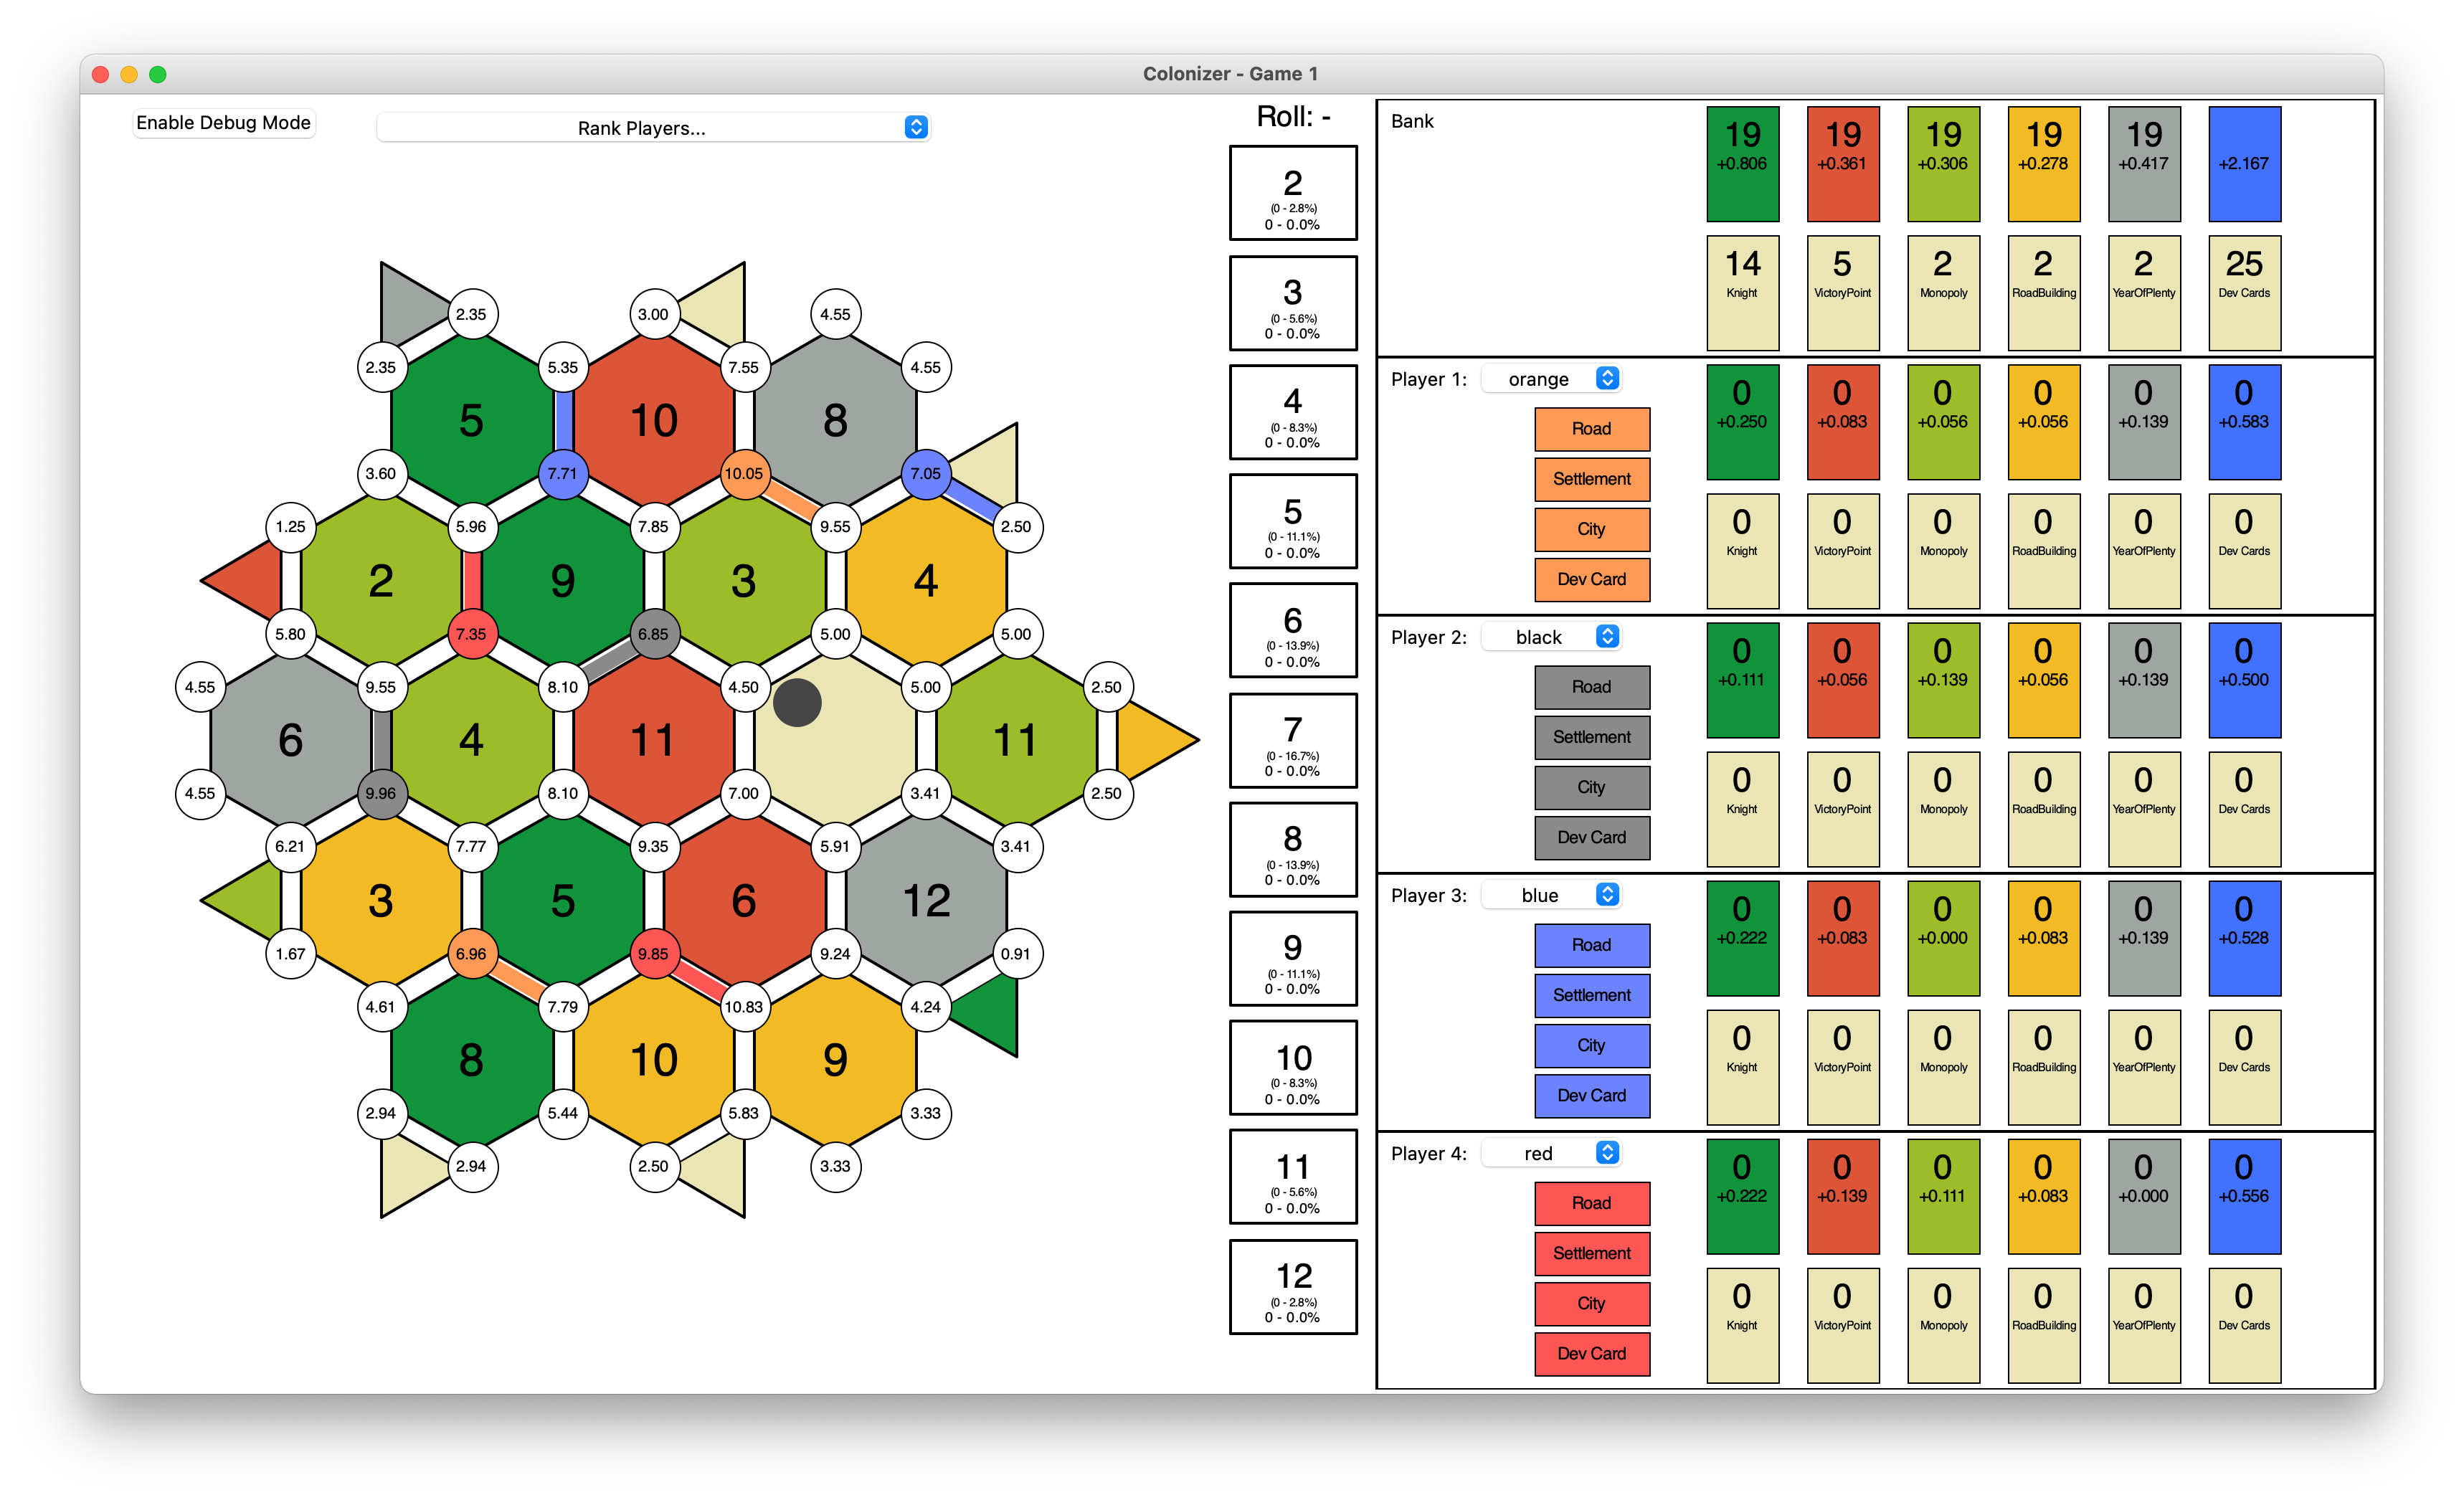 Colonizer - Game 1
Enable Debug Mode
Rank Players...
2.35
3.00
4.55
2.35
5.35
7.55
4.55
5
10
8
3.60
7.71
10.05
7.05
1.25
5.96
7.85
9.55
2.50
2
9
3
4
5.80
7.35
6.85
5.00
5.00
4.55
9.55
8.10
4.50
5.00
2.50
6
4
11
11
4.55
9.96
8.10
7.00
3.41
2.50
6.21
7.77
9.35
5.91
3.41
3
5
6
12
1.67
6.96
9.85
9.24
0.91
4.61
7.79
10.83
4.24
8
10
9
2.94
5.44
5.83
3.33
2.94
2.50
3.33
Roll: -
2
(0 - 2.8%)
0 - 0.0%
3
(0 - 5.6%)
0 - 0.0%
4
(0 - 8.3%)
0 - 0.0%
5
(0 - 11.1%)
0 - 0.0%
6
(0 - 13.9%)
0 - 0.0%
7
(0 - 16.7%)
0 - 0.0%
8
(0 - 13.9%)
0 - 0.0%
9
(0 - 11.1%)
0 - 0.0%
10
(0 - 8.3%)
0 - 0.0%
11
(0 - 5.6%)
0 - 0.0%
12
(0 - 2.8%)
0 - 0.0%
Bank
19 19 19 19 19
+0.806 +0.361 +0.306 +0.278 +0.417 +2.167
14 5 2 2 2 25
Knight VictoryPoint Monopoly RoadBuilding YearOfPlenty Dev Cards
Player 1: orange
Road
Settlement
City
Dev Card
0 0 0 0 0 0
+0.250 +0.083 +0.056 +0.056 +0.139 +0.583
0 0 0 0 0 0
Knight VictoryPoint Monopoly RoadBuilding YearOfPlenty Dev Cards
Player 2: black
Road
Settlement
City
Dev Card
0 0 0 0 0 0
+0.111 +0.056 +0.139 +0.056 +0.139 +0.500
0 0 0 0 0 0
Knight VictoryPoint Monopoly RoadBuilding YearOfPlenty Dev Cards
Player 3: blue
Road
Settlement
City
Dev Card
0 0 0 0 0 0
+0.222 +0.083 +0.000 +0.083 +0.139 +0.528
0 0 0 0 0 0
Knight VictoryPoint Monopoly RoadBuilding YearOfPlenty Dev Cards
Player 4: red
Road
Settlement
City
Dev Card
0 0 0 0 0 0
+0.222 +0.139 +0.111 +0.083 +0.000 +0.556
0 0 0 0 0 0
Knight VictoryPoint Monopoly RoadBuilding YearOfPlenty Dev Cards